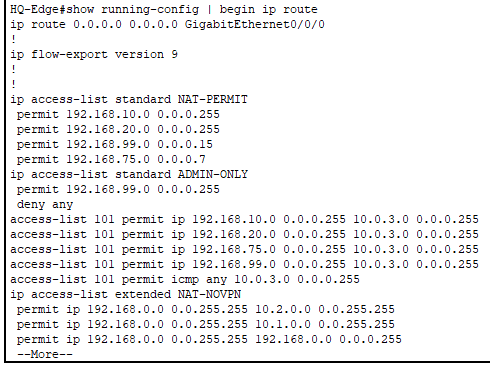 HQ-Edge#show running-config | begin ip route
ip route 0.0.0.0 0.0.0.0 GigabitEthernet0/0/0
!
ip flow-export version 9
!
!
ip access-list standard NAT-PERMIT
 permit 192.168.10.0 0.0.0.255
 permit 192.168.20.0 0.0.0.255
 permit 192.168.99.0 0.0.0.15
 permit 192.168.75.0 0.0.0.7
ip access-list standard ADMIN-ONLY
 permit 192.168.99.0 0.0.0.255
 deny any
access-list 101 permit ip 192.168.10.0 0.0.0.255 10.0.3.0 0.0.0.255
access-list 101 permit ip 192.168.20.0 0.0.0.255 10.0.3.0 0.0.0.255
access-list 101 permit ip 192.168.75.0 0.0.0.255 10.0.3.0 0.0.0.255
access-list 101 permit ip 192.168.99.0 0.0.0.255 10.0.3.0 0.0.0.255
access-list 101 permit icmp any 10.0.3.0 0.0.0.255
ip access-list extended NAT-NOVPN
 permit ip 192.168.0.0 0.0.255.255 10.2.0.0 0.0.255.255
 permit ip 192.168.0.0 0.0.255.255 10.1.0.0 0.0.255.255
 permit ip 192.168.0.0 0.0.255.255 192.168.0.0 0.0.0.255
 --More--